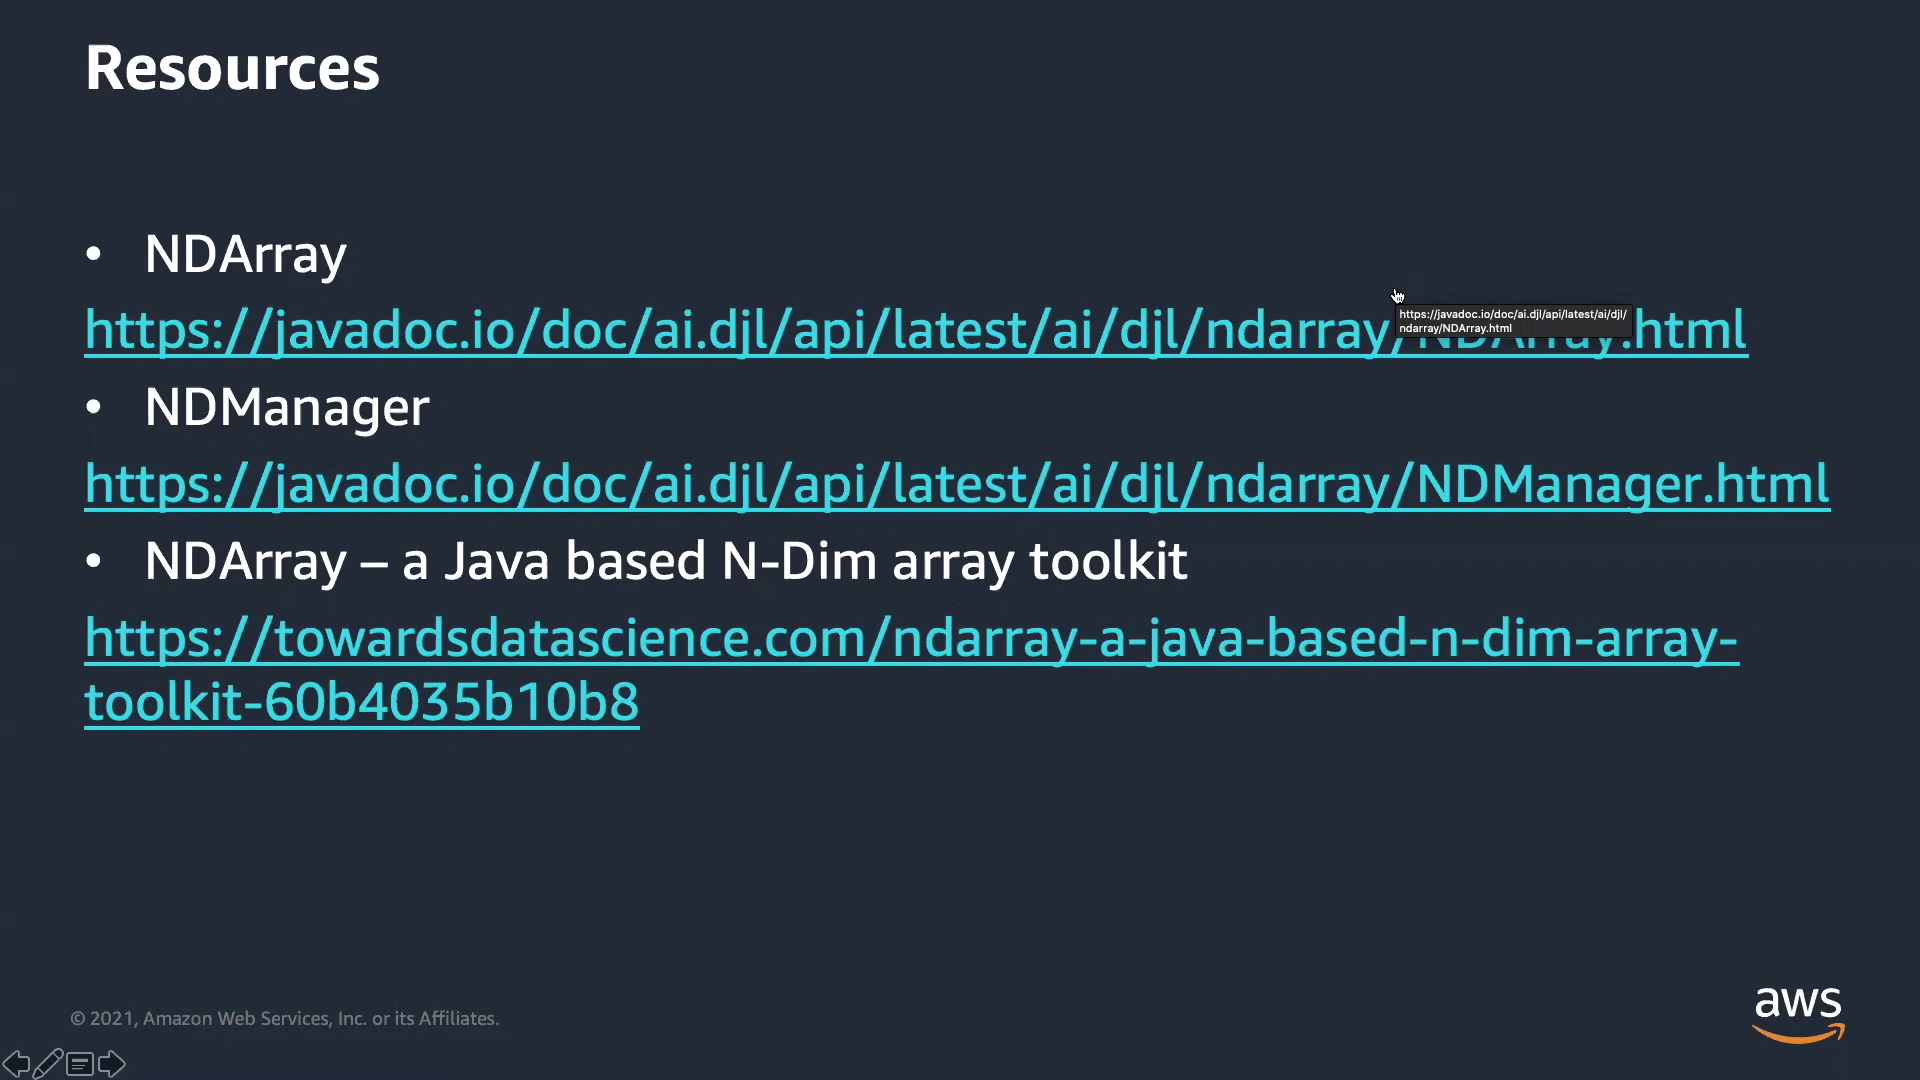 Resources
• NDArray
https://javadoc.io/doc/ai.djl/api/latest/ai/djl/ndarray/NDArray.html
https://javadoc.io/doc/ai.djl/api/latest/ai/djl/
ndarray/NDArray.html
• NDManager
https://javadoc.io/doc/ai.djl/api/latest/ai/djl/ndarray/NDManager.html
• NDArray – a Java based N-Dim array toolkit
https://towardsdatascience.com/ndarray-a-java-based-n-dim-array-
toolkit-60b4035b10b8
© 2021, Amazon Web Services, Inc. or its Affiliates.
aws